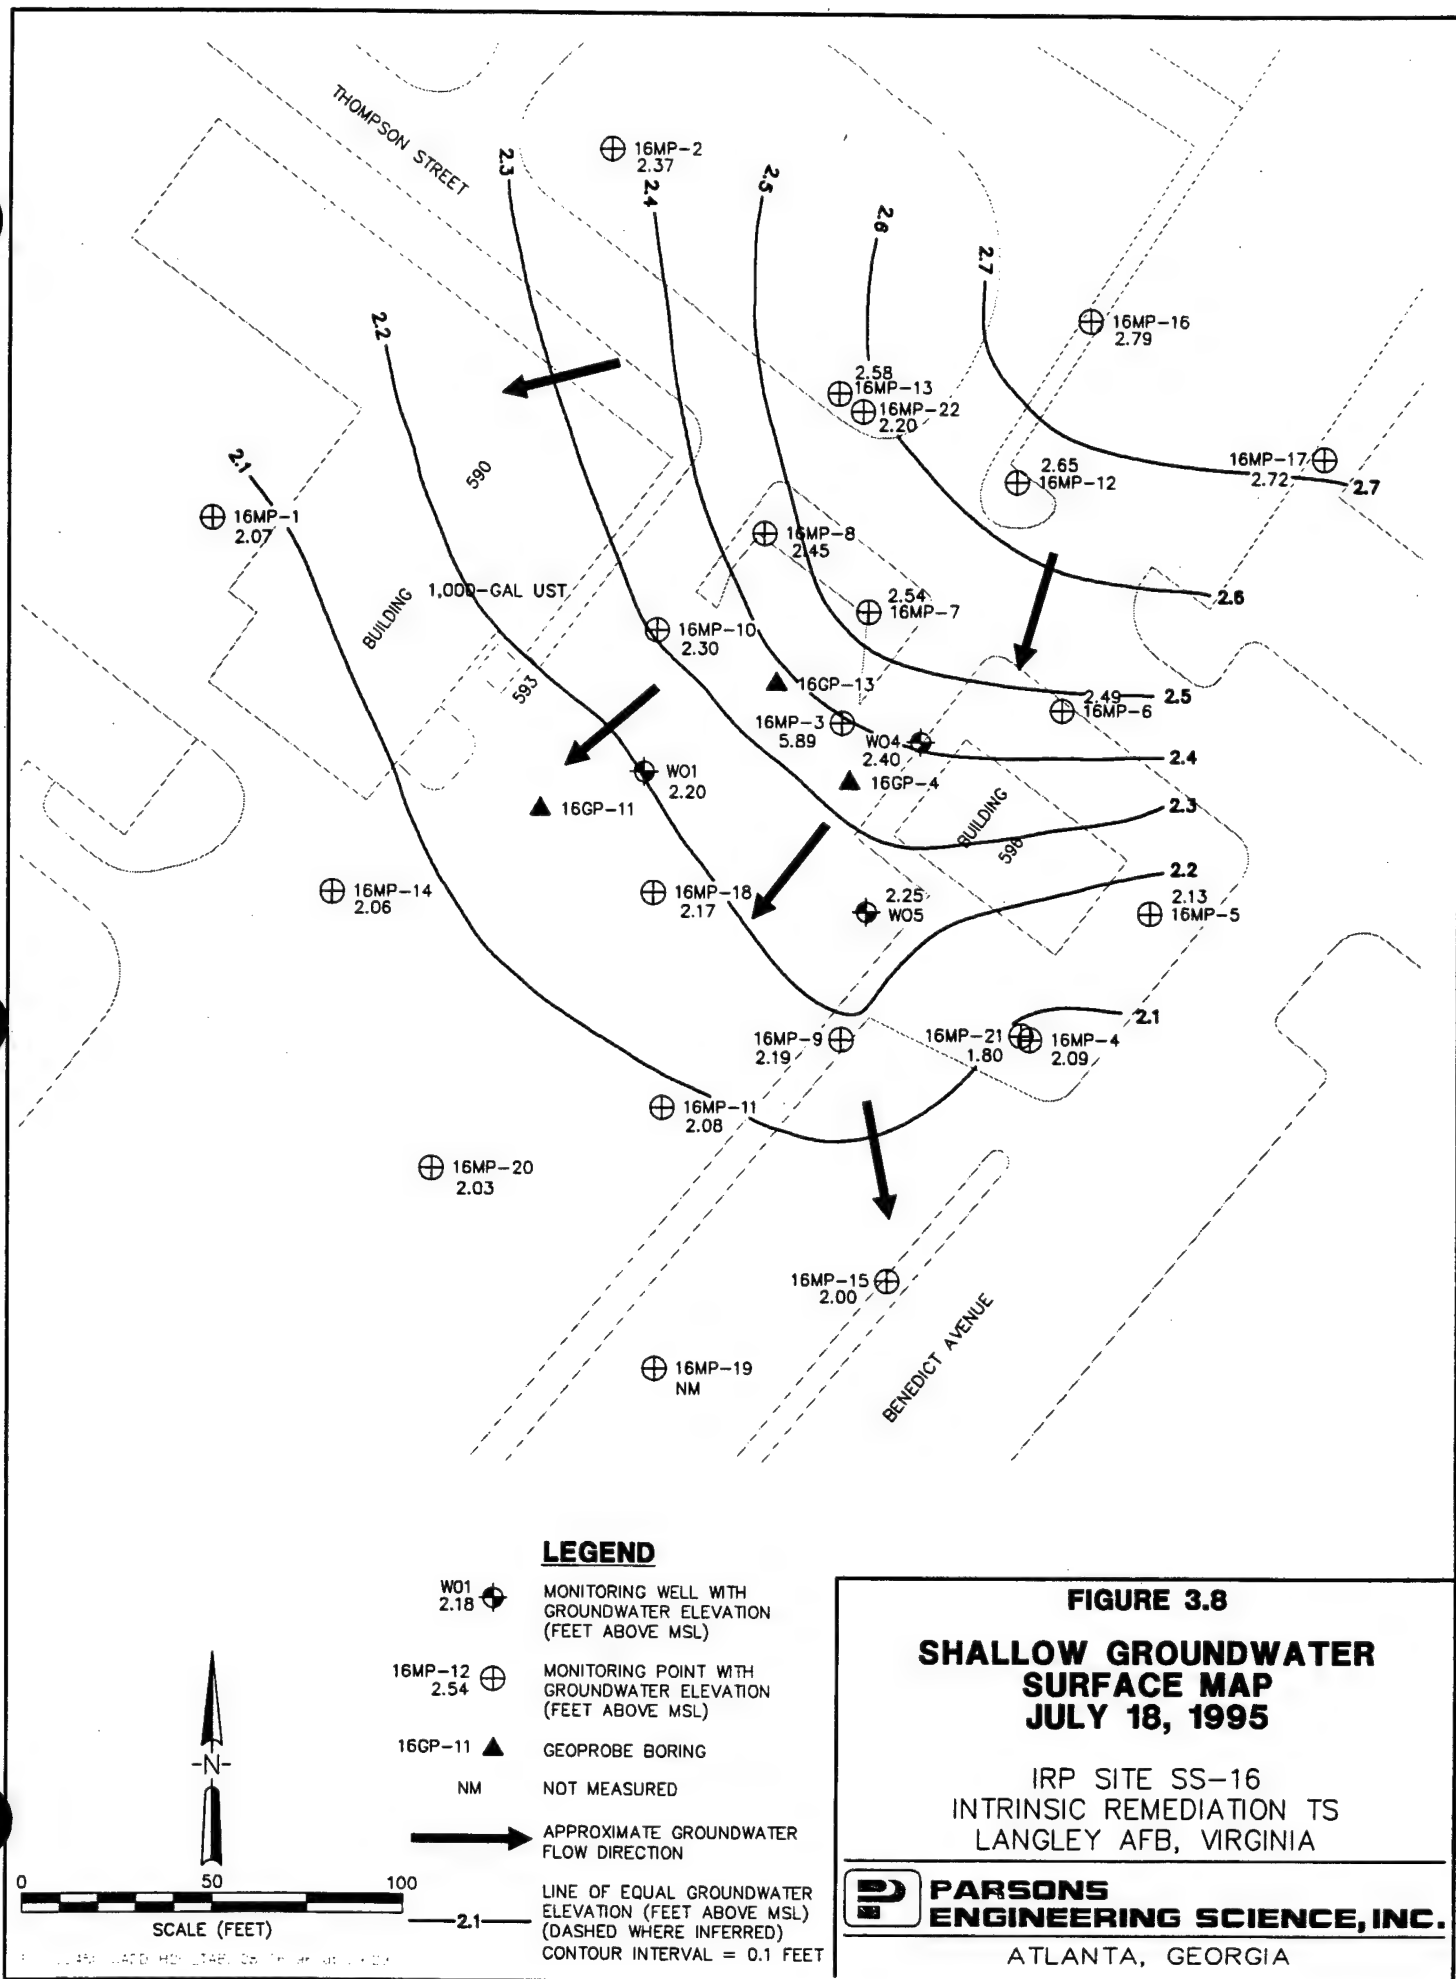 THOMPSON STREET
16MP-2
2.37
2.3
2.4
2.5
2.6
2.7
2.2
16MP-16
2.79
2.58
16MP-13
16MP-22
2.20
2.65
16MP-12
16MP-17
2.72
2.7
2.1
16MP-1
2.07
590
BUILDING
1,000-GAL UST
593
16MP-8
2.45
2.54
16MP-7
2.6
16MP-10
2.30
16GP-13
16MP-3
5.89
W04
2.40
2.49
16MP-6
2.5
2.4
W01
2.20
16GP-11
16GP-4
BUILDING
596
2.3
2.2
16MP-14
2.06
16MP-18
2.17
2.25
W05
2.13
16MP-5
2.1
16MP-9
2.19
16MP-21
1.80
16MP-4
2.09
16MP-11
2.08
16MP-20
2.03
16MP-15
2.00
16MP-19
NM
BENEDICT AVENUE
LEGEND
W01
2.18
MONITORING WELL WITH
GROUNDWATER ELEVATION
(FEET ABOVE MSL)
16MP-12
2.54
MONITORING POINT WITH
GROUNDWATER ELEVATION
(FEET ABOVE MSL)
16GP-11
GEOPROBE BORING
NM
NOT MEASURED
APPROXIMATE GROUNDWATER
FLOW DIRECTION
2.1
LINE OF EQUAL GROUNDWATER
ELEVATION (FEET ABOVE MSL)
(DASHED WHERE INFERRED)
CONTOUR INTERVAL = 0.1 FEET
-N-
0 50 100
SCALE (FEET)
FIGURE 3.8
SHALLOW GROUNDWATER
SURFACE MAP
JULY 18, 1995
IRP SITE SS-16
INTRINSIC REMEDIATION TS
LANGLEY AFB, VIRGINIA
PARSONS
ENGINEERING SCIENCE, INC.
ATLANTA, GEORGIA